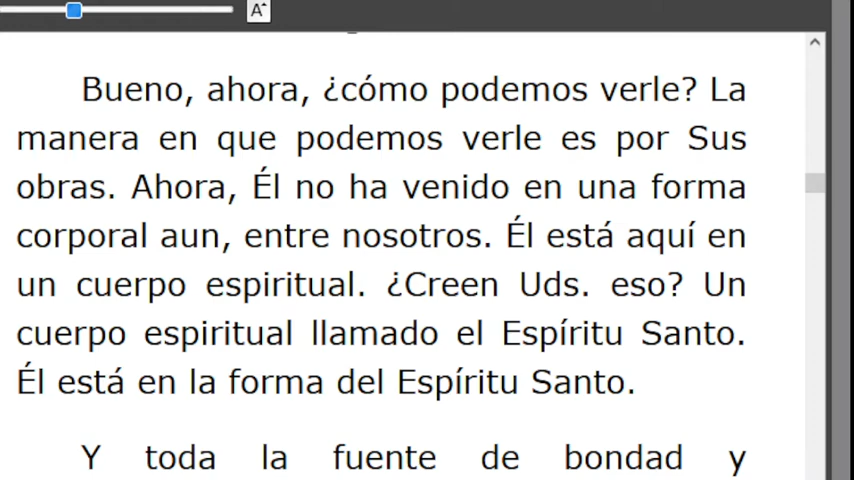 A
Bueno, ahora, ¿cómo podemos verle? La
manera en que podemos verle es por Sus
obras. Ahora, Él no ha venido en una forma
corporal aun, entre nosotros. Él está aquí en
un cuerpo espiritual. ¿Creen Uds. eso? Un
cuerpo espiritual llamado el Espíritu Santo.
Él está en la forma del Espíritu Santo.
Y toda la fuente de bondad y